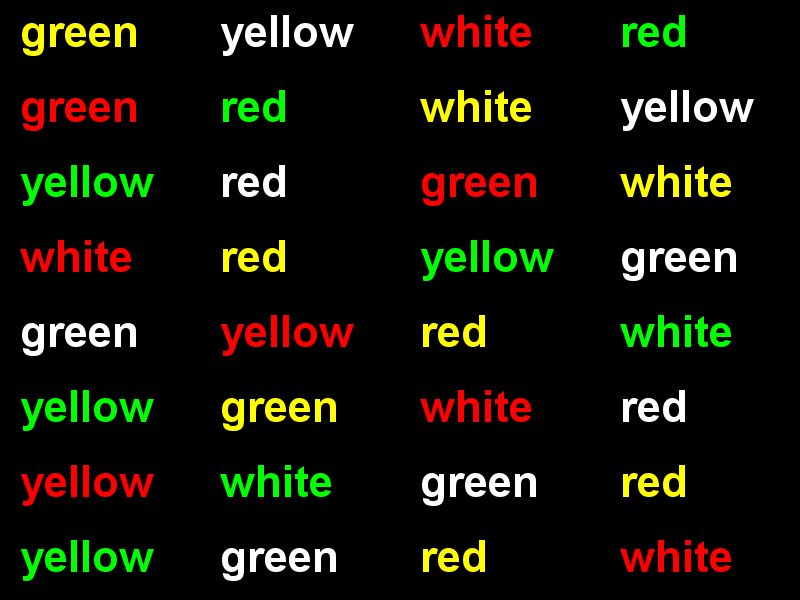 green yellow white red
green red white yellow
yellow red green white
white red yellow green
green yellow red white
yellow green white red
yellow white green red
yellow green red white